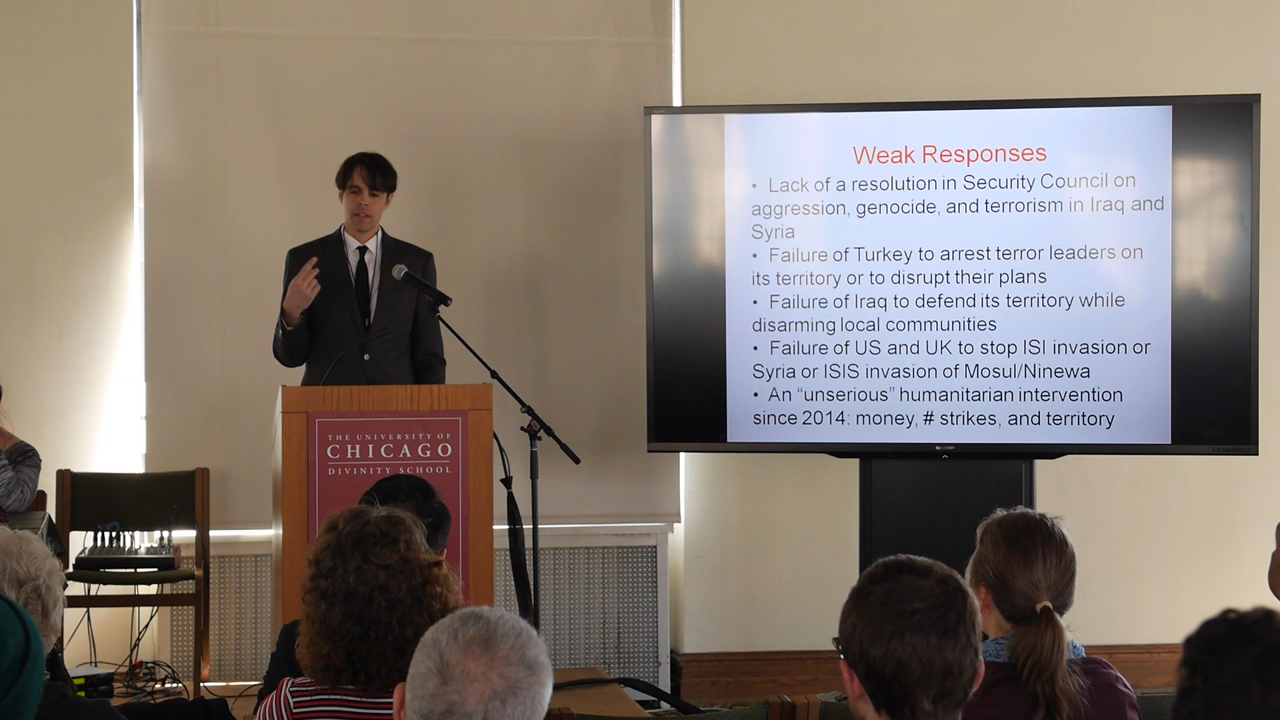 Weak Responses
• Lack of a resolution in Security Council on
aggression, genocide, and terrorism in Iraq and
Syria
• Failure of Turkey to arrest terror leaders on
its territory or to disrupt their plans
• Failure of Iraq to defend its territory while
disarming local communities
• Failure of US and UK to stop ISI invasion or
Syria or ISIS invasion of Mosul/Ninewa
• An “unserious” humanitarian intervention
since 2014: money, # strikes, and territory
SHARP
THE UNIVERSITY OF
CHICAGO
DIVINITY SCHOOL